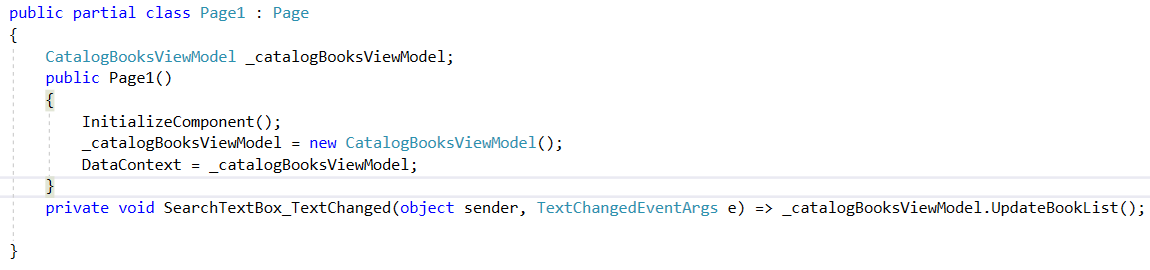 public partial class Page1 : Page
{
CatalogBooksViewModel _catalogBooksViewModel;
public Page1()
{
InitializeComponent();
_catalogBooksViewModel = new CatalogBooksViewModel();
DataContext = _catalogBooksViewModel;
}
private void SearchTextBox_TextChanged(object sender, TextChangedEventArgs e) => _catalogBooksViewModel.UpdateBookList();
}